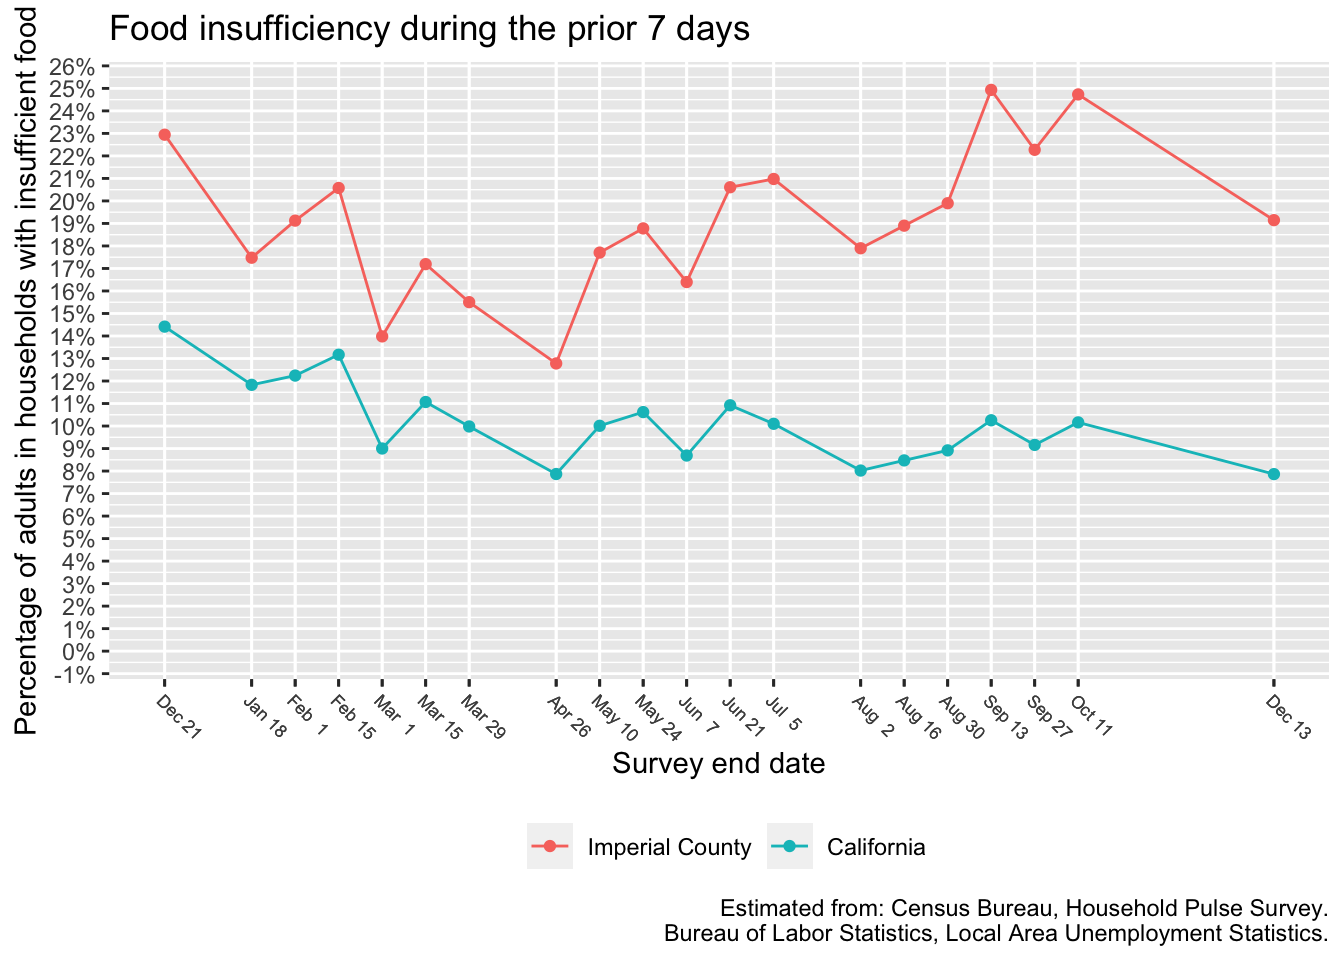 Food insufficiency during the prior 7 days
Percentage of adults in households with insufficient food
26%
25%
24%
23%
22%
21%
20%
19%
18%
17%
16%
15%
14%
13%
12%
11%
10%
9%
8%
7%
6%
5%
4%
3%
2%
1%
0%
-1%
Dec 21
Jan 18
Feb 1
Feb 15
Mar 1
Mar 15
Mar 29
Apr 26
May 10
May 24
Jun 7
Jun 21
Jul 5
Aug 2
Aug 16
Aug 30
Sep 13
Sep 27
Oct 11
Dec 13
Survey end date
Imperial County
California
Estimated from: Census Bureau, Household Pulse Survey.
Bureau of Labor Statistics, Local Area Unemployment Statistics.